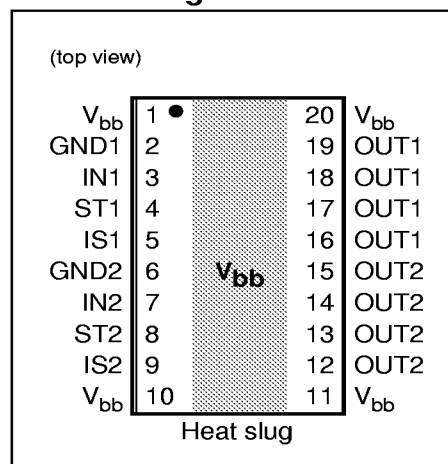 (top view)
Vbb 1 20 Vbb
GND1 2 19 OUT1
IN1 3 18 OUT1
ST1 4 17 OUT1
IS1 5 16 OUT1
GND2 6 Vbb 15 OUT2
IN2 7 14 OUT2
ST2 8 13 OUT2
IS2 9 12 OUT2
Vbb 10 11 Vbb
Heat slug